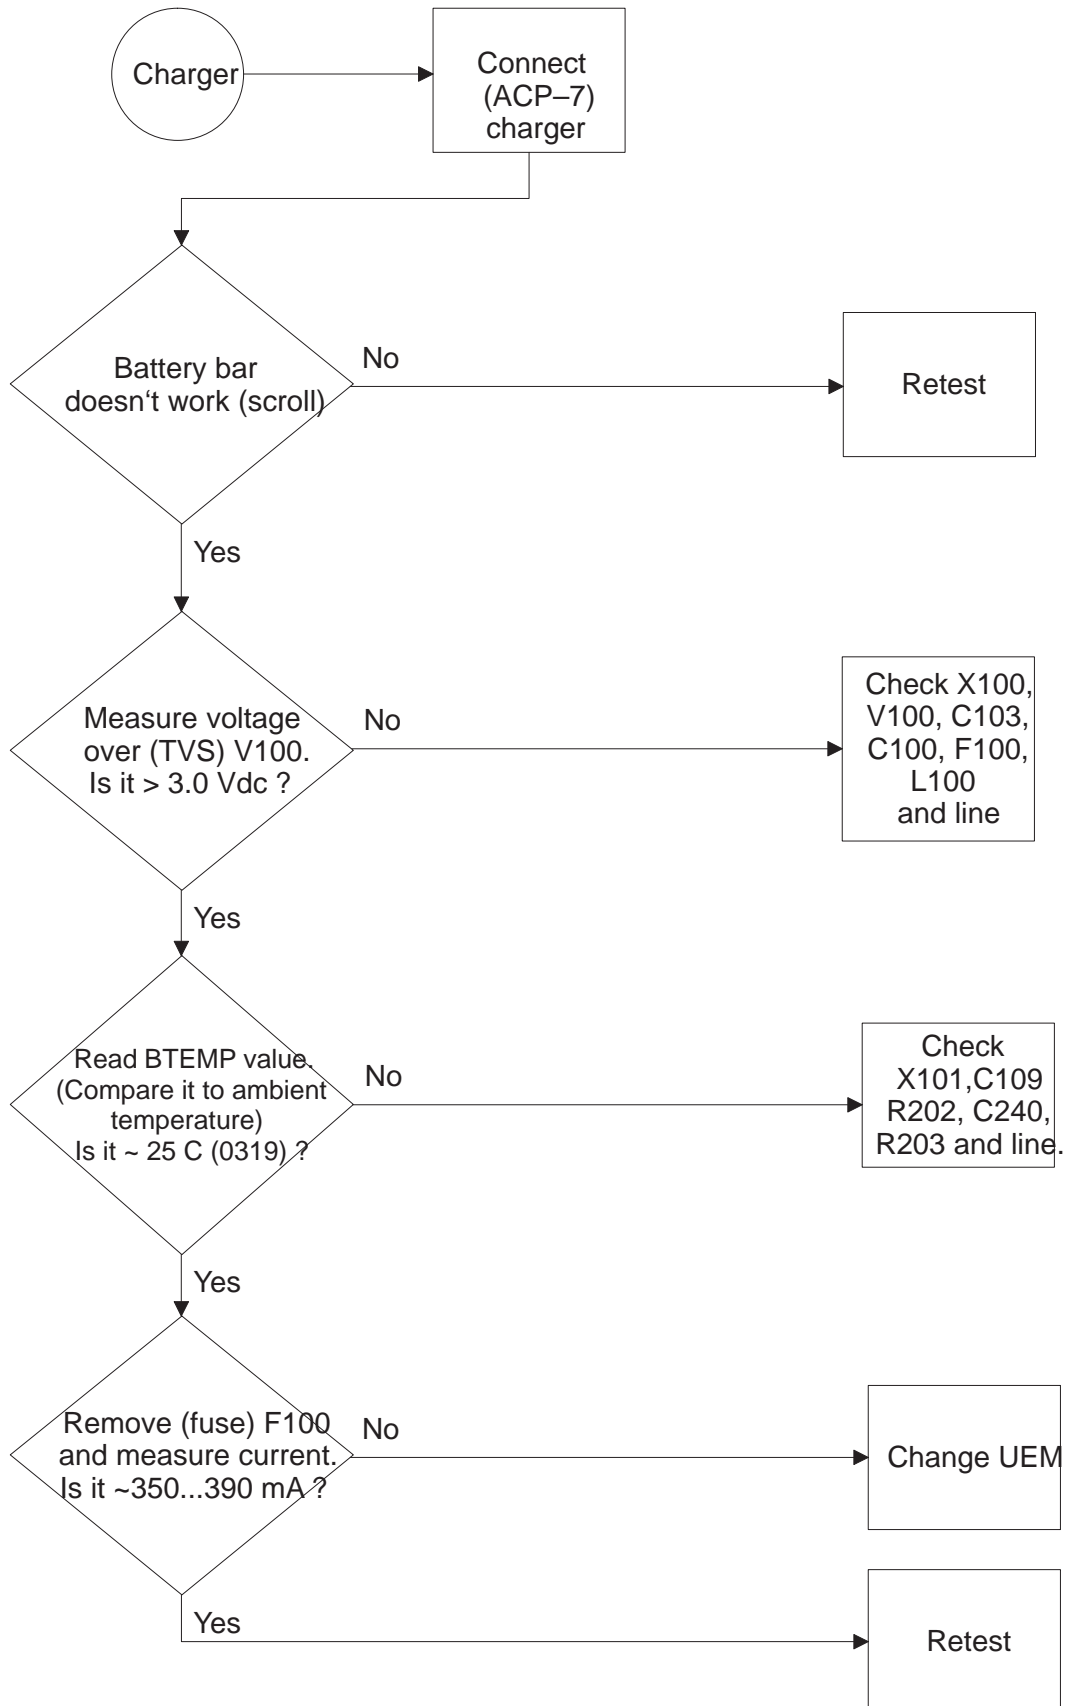 Charger
Connect
(ACP–7)
charger
Battery bar
doesn‘t work (scroll)
No
Retest
Yes
Measure voltage
over (TVS) V100.
Is it > 3.0 Vdc ?
No
Check X100,
V100, C103,
C100, F100,
L100
and line
Yes
Read BTEMP value.
(Compare it to ambient
temperature)
Is it ~ 25 C (0319) ?
No
Check
X101,C109
R202, C240,
R203 and line.
Yes
Remove (fuse) F100
and measure current.
Is it ~350...390 mA ?
No
Change UEM
Yes
Retest